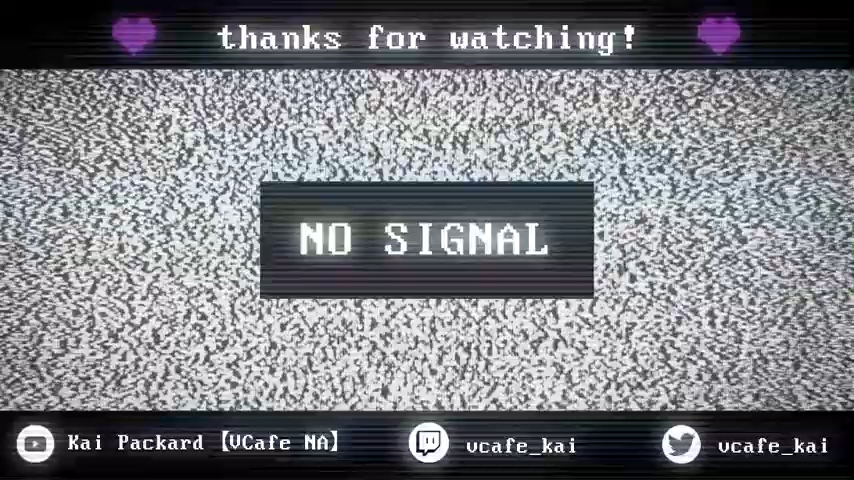 thanks for watching!
NO SIGNAL
Kai Packard【VCafe NA】 vcafe_kai vcafe_kai